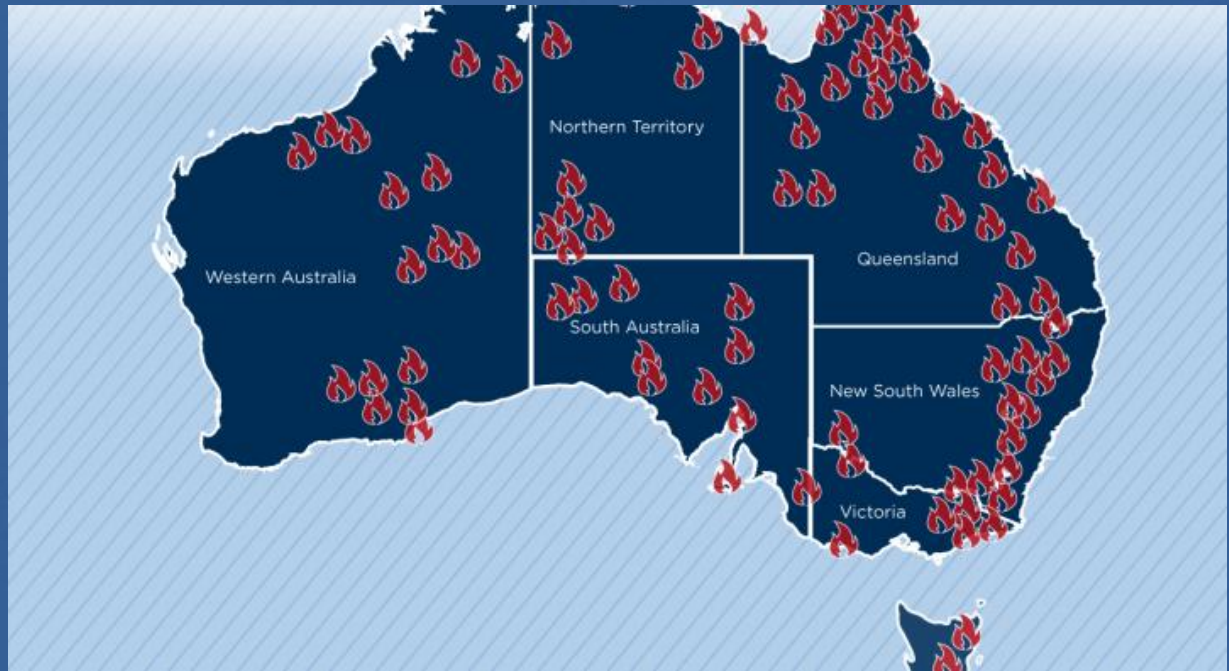 Northern Territory
Queensland
Western Australia
South Australia
New South Wales
Victoria